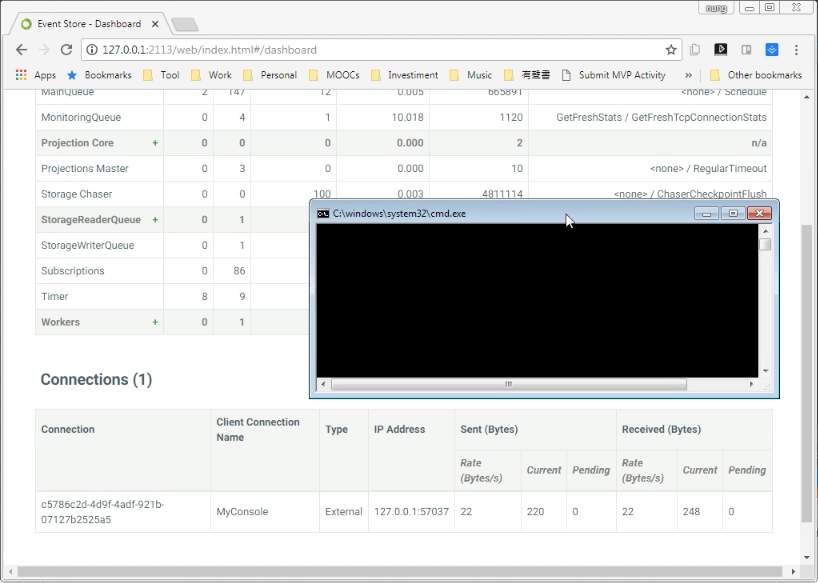 nung
Event Store - Dashboard
127.0.0.1:2113/web/index.html#/dashboard
Apps Bookmarks Tool Work Personal MOOCs Investiment Music 有聲書 Submit MVP Activity » Other bookmarks
MainQueue 2 147 12 0.005 665891 <none> / Schedule
MonitoringQueue 0 4 1 10.018 1120 GetFreshStats / GetFreshTcpConnectionStats
Projection Core + 0 0 0 0.000 2 n/a
Projections Master 0 3 0 0.000 10 <none> / RegularTimeout
Storage Chaser 0 0 100 0.003 4811114 <none> / ChaserCheckpointFlush
C:\windows\system32\cmd.exe
StorageReaderQueue + 0 1
StorageWriterQueue 0 1
Subscriptions 0 86
Timer 8 9
Workers + 0 1
Connections (1)
Connection Client Connection Name Type IP Address Sent (Bytes) Received (Bytes)
Rate (Bytes/s) Current Pending Rate (Bytes/s) Current Pending
c5786c2d-4d9f-4adf-921b-
07127b2525a5 MyConsole External 127.0.0.1:57037 22 220 0 22 248 0